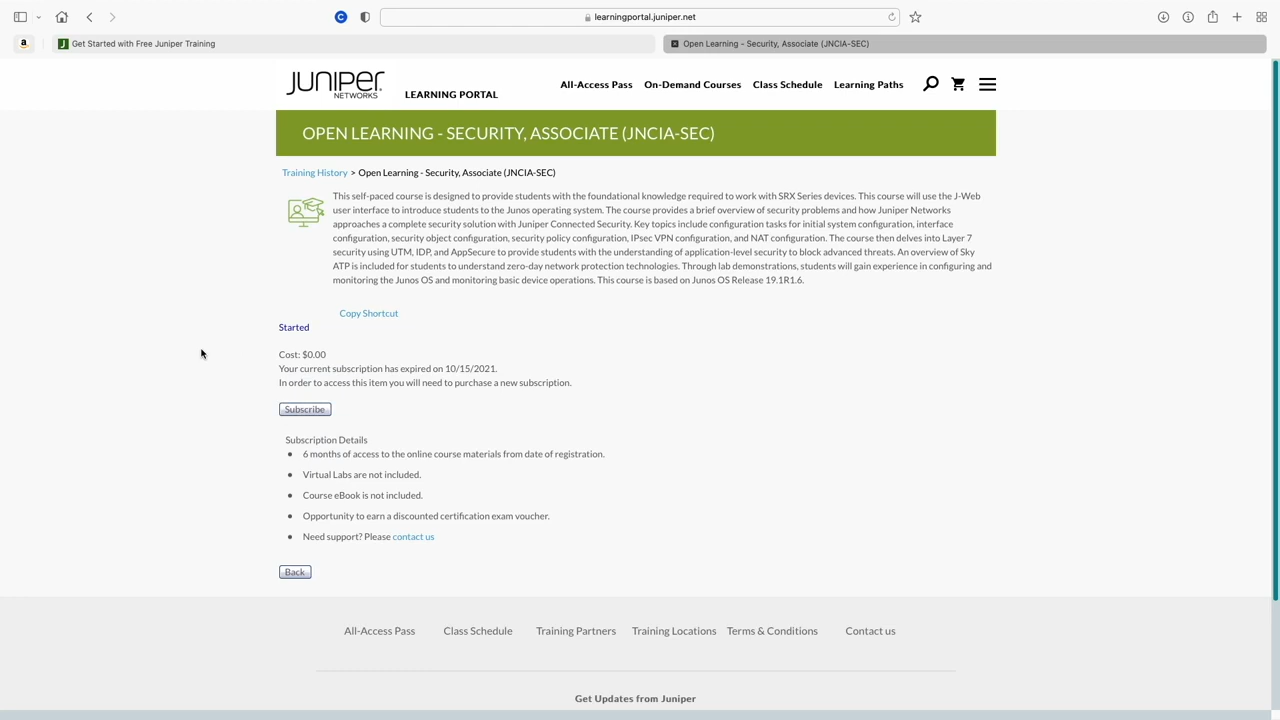 learningportal.juniper.net
Get Started with Free Juniper Training
Open Learning - Security, Associate (JNCIA-SEC)
JUNIPEr
NETWORKS
LEARNING PORTAL
All-Access Pass
On-Demand Courses
Class Schedule
Learning Paths
OPEN LEARNING - SECURITY, ASSOCIATE (JNCIA-SEC)
Training History > Open Learning - Security, Associate (JNCIA-SEC)
This self-paced course is designed to provide students with the foundational knowledge required to work with SRX Series devices. This course will use the J-Web
user interface to introduce students to the Junos operating system. The course provides a brief overview of security problems and how Juniper Networks
approaches a complete security solution with Juniper Connected Security. Key topics include configuration tasks for initial system configuration, interface
configuration, security object configuration, security policy configuration, IPsec VPN configuration, and NAT configuration. The course then delves into Layer 7
security using UTM, IDP, and AppSecure to provide students with the understanding of application-level security to block advanced threats. An overview of Sky
ATP is included for students to understand zero-day network protection technologies. Through lab demonstrations, students will gain experience in configuring and
monitoring the Junos OS and monitoring basic device operations. This course is based on Junos OS Release 19.1R1.6.
Copy Shortcut
Started
Cost: $0.00
Your current subscription has expired on 10/15/2021.
In order to access this item you will need to purchase a new subscription.
Subscribe
Subscription Details
6 months of access to the online course materials from date of registration.
Virtual Labs are not included.
Course eBook is not included.
Opportunity to earn a discounted certification exam voucher.
Need support? Please contact us
Back
All-Access Pass
Class Schedule
Training Partners
Training Locations
Terms & Conditions
Contact us
Get Updates from Juniper